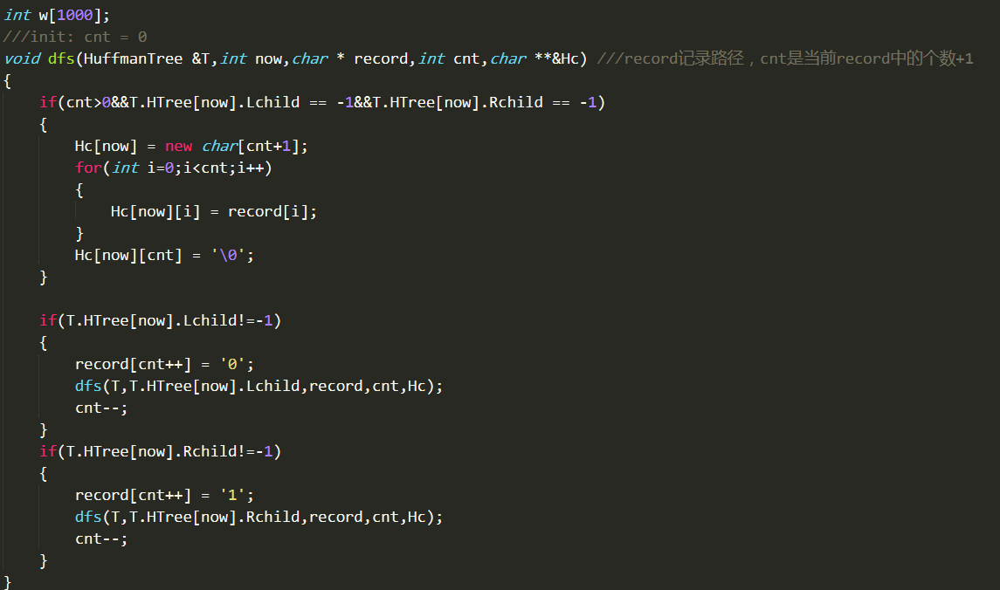 int w[1000];
///init: cnt = 0
void dfs(HuffmanTree &T,int now,char * record,int cnt,char **&Hc) ///record记录路径，cnt是当前record中的个数+1
{
    if(cnt>0&&T.HTree[now].Lchild == -1&&T.HTree[now].Rchild == -1)
    {
        Hc[now] = new char[cnt+1];
        for(int i=0;i<cnt;i++)
        {
            Hc[now][i] = record[i];
        }
        Hc[now][cnt] = '\0';
    }

    if(T.HTree[now].Lchild!=-1)
    {
        record[cnt++] = '0';
        dfs(T,T.HTree[now].Lchild,record,cnt,Hc);
        cnt--;
    }
    if(T.HTree[now].Rchild!=-1)
    {
        record[cnt++] = '1';
        dfs(T,T.HTree[now].Rchild,record,cnt,Hc);
        cnt--;
    }
}